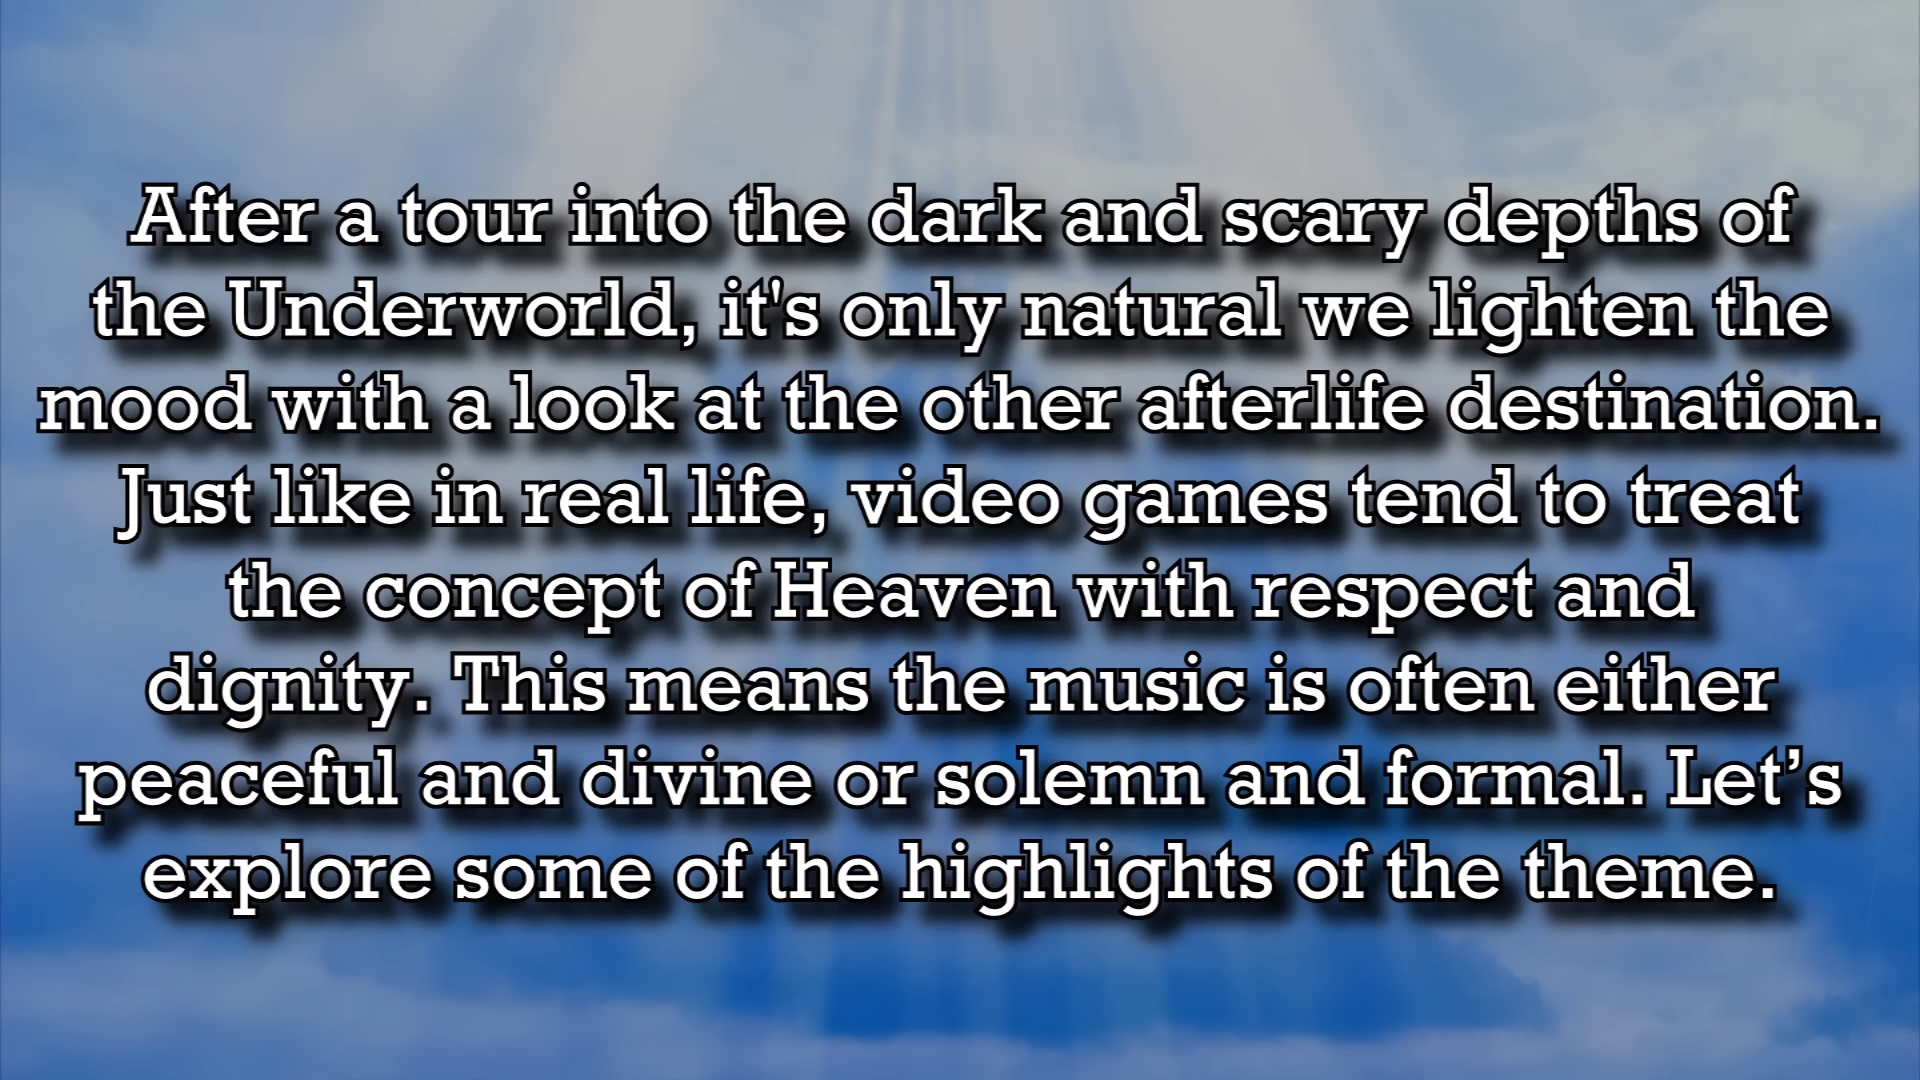 After a tour into the dark and scary depths of
the Underworld, it's only natural we lighten the
mood with a look at the other afterlife destination.
Just like in real life, video games tend to treat
the concept of Heaven with respect and
dignity. This means the music is often either
peaceful and divine or solemn and formal. Let’s
explore some of the highlights of the theme.